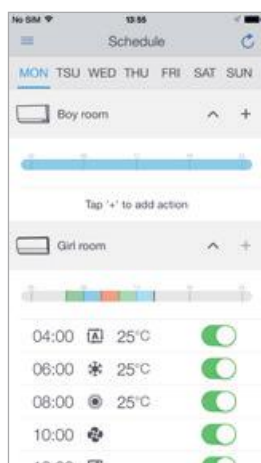 No SIM 13:55
Schedule
MON TSU WED THU FRI SAT SUN
Boy room ^ +
Tap '+' to add action
Girl room ^ +
04:00 A 25°C
06:00 25°C
08:00 25°C
10:00